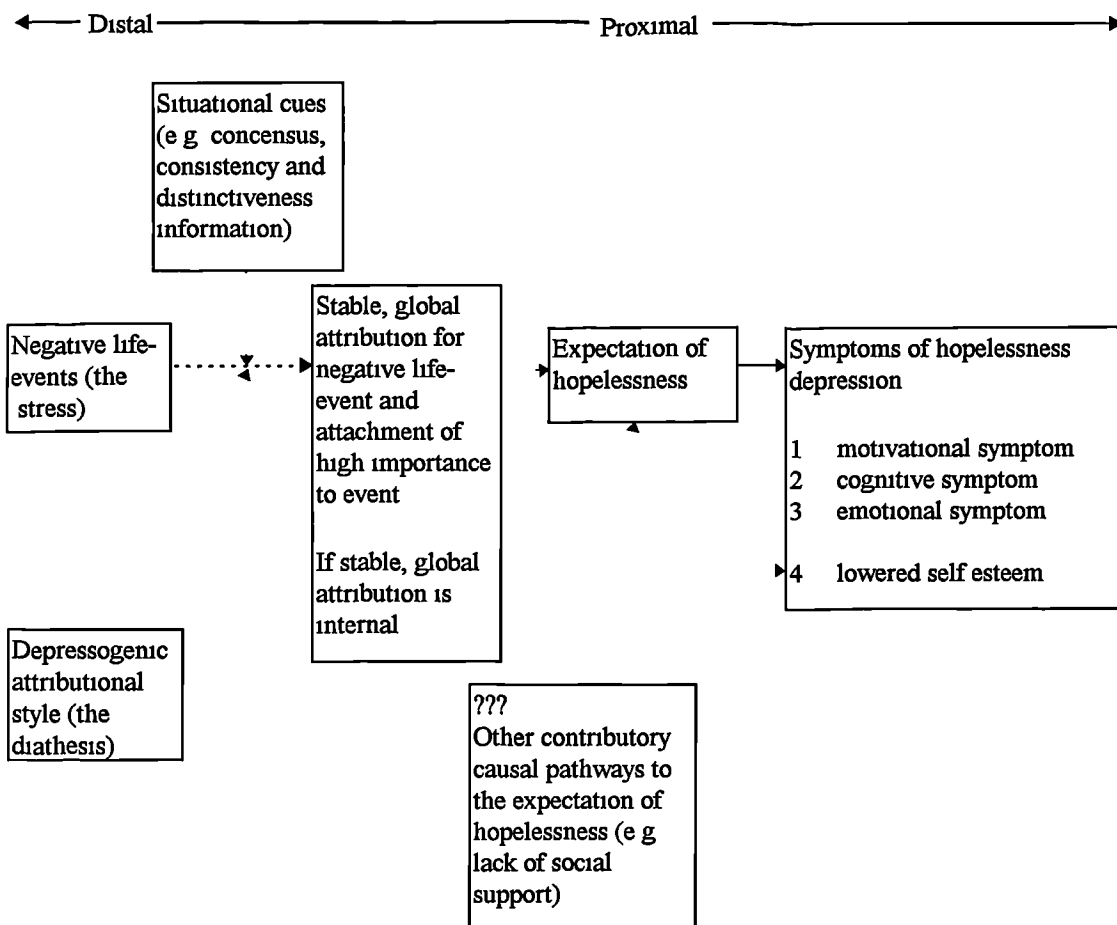 Distal
Proximal
Situational cues
(e g concensus,
consistency and
distinctiveness
information)
Negative life-
events (the
stress)
Stable, global
attribution for
negative life-
event and
attachment of
high importance
to event
If stable, global
attribution is
internal
Expectation of
hopelessness
Symptoms of hopelessness
depression
1 motivational symptom
2 cognitive symptom
3 emotional symptom
4 lowered self esteem
Depressogenic
attributional
style (the
diathesis)
???
Other contributory
causal pathways to
the expectation of
hopelessness (e g
lack of social
support)